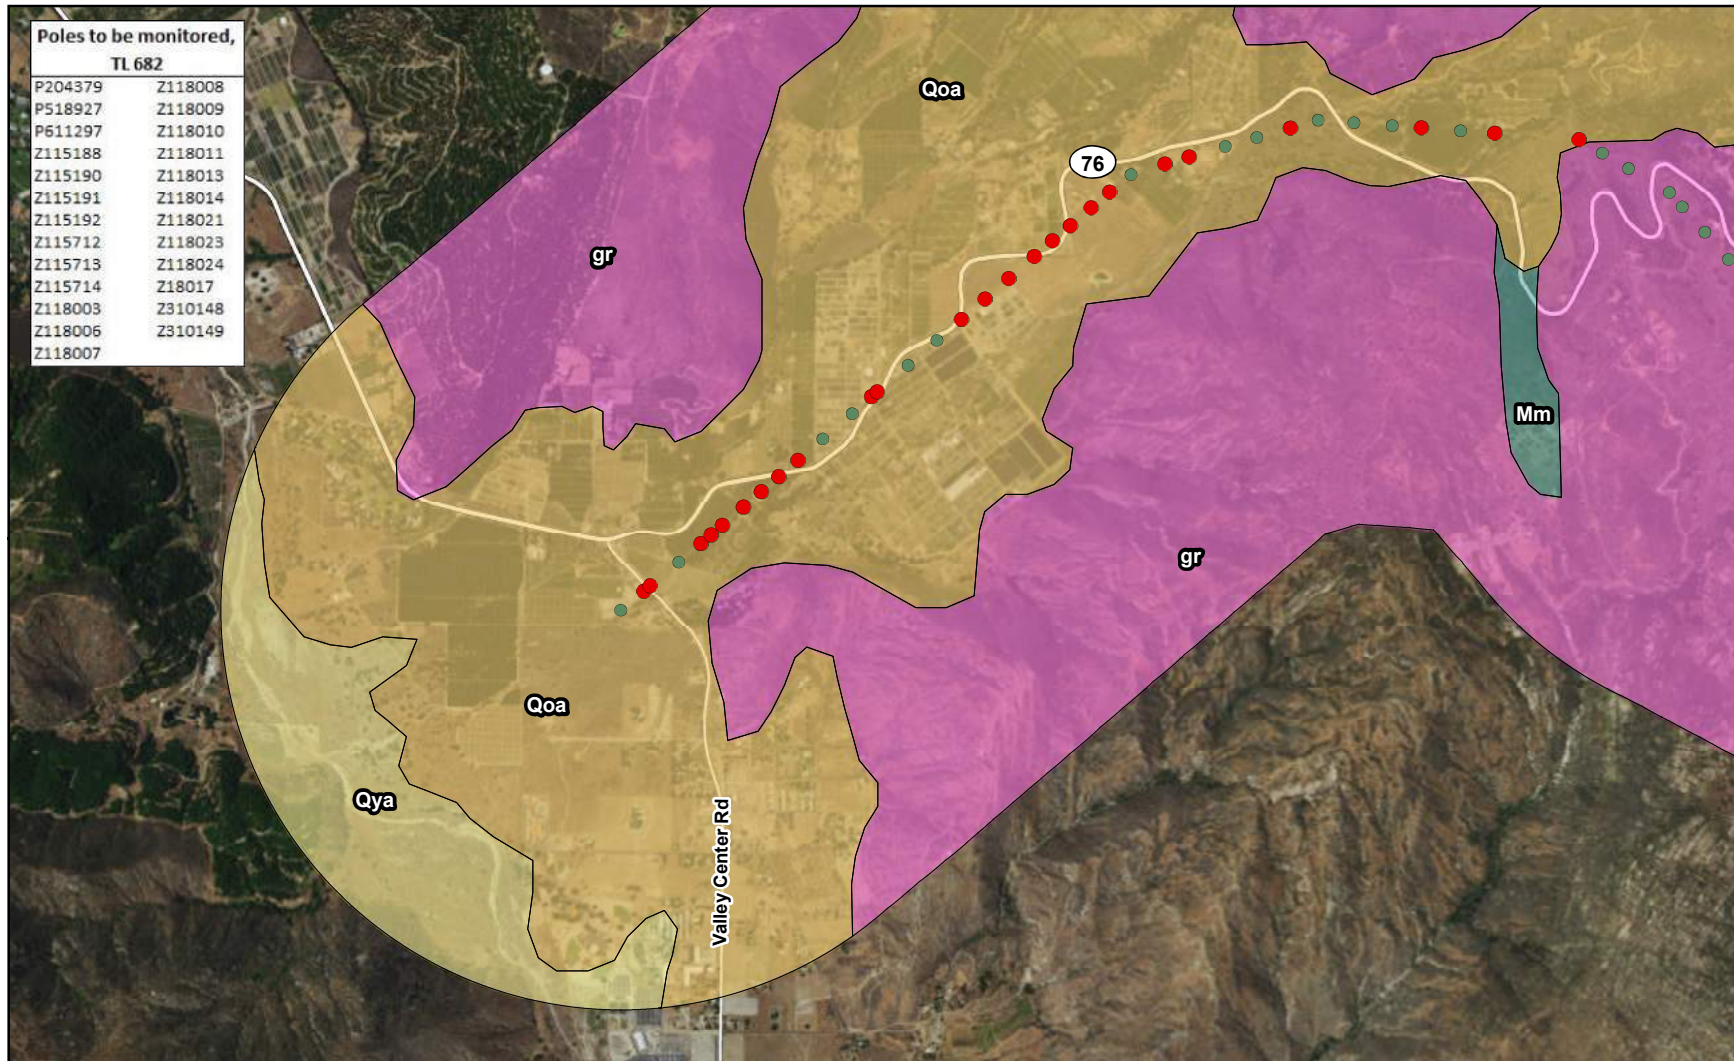 Poles to be monitored,
TL 682
P204379 Z118008
P518927 Z118009
P611297 Z118010
Z115188 Z118011
Z115190 Z118013
Z115191 Z118014
Z115192 Z118021
Z115712 Z118023
Z115713 Z118024
Z115714 Z18017
Z118003 Z310148
Z118006 Z310149
Z118007
Qoa
76
gr
Mm
gr
Qoa
Qya
Valley Center Rd